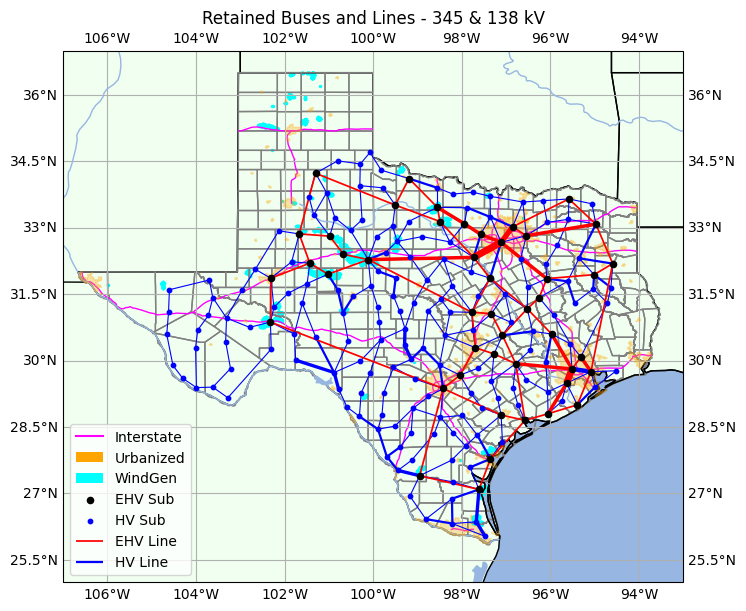 Retained Buses and Lines - 345 & 138 kV
106°W 104°W 102°W 100°W 98°W 96°W 94°W
36°N 36°N
34.5°N 34.5°N
33°N 33°N
31.5°N 31.5°N
30°N 30°N
28.5°N 28.5°N
27°N 27°N
25.5°N 25.5°N
Interstate
Urbanized
WindGen
EHV Sub
HV Sub
EHV Line
HV Line
106°W 104°W 102°W 100°W 98°W 96°W 94°W